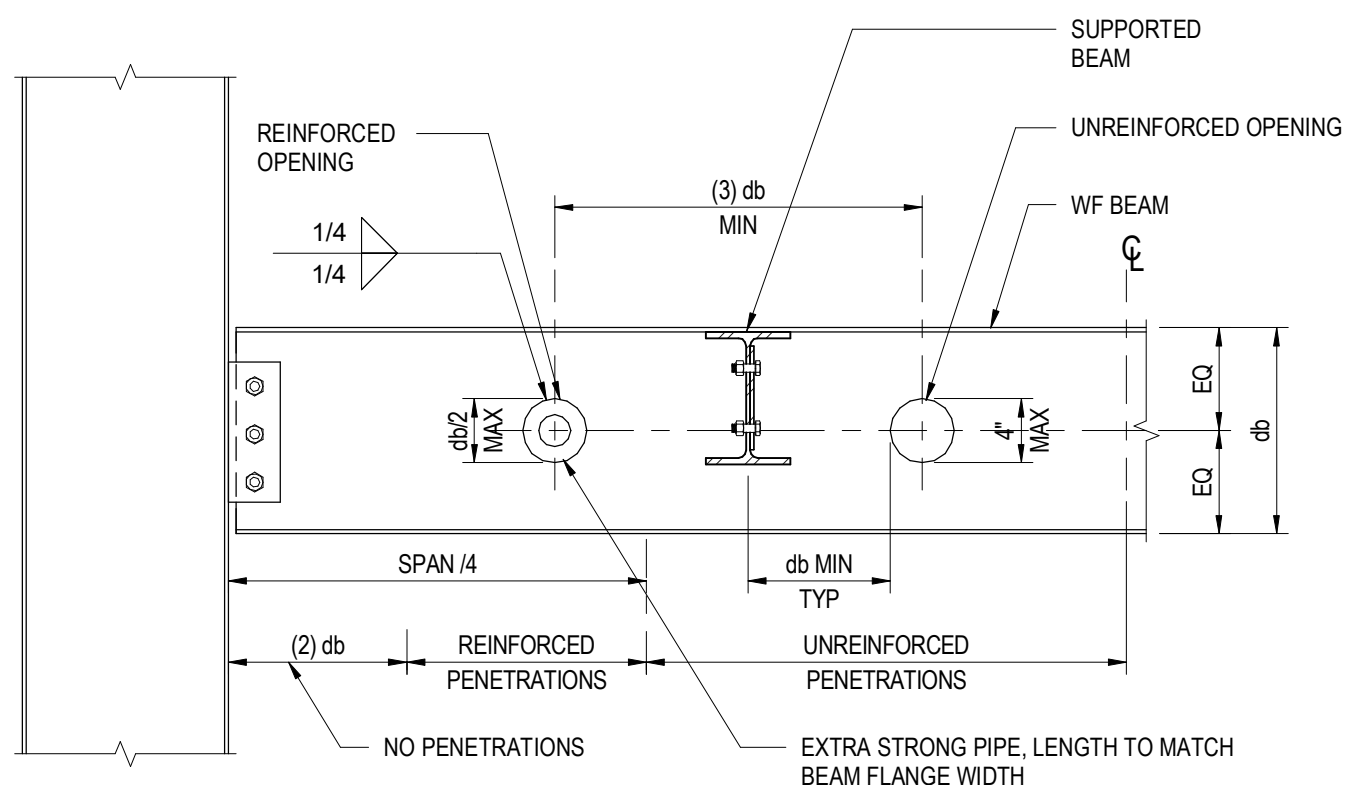 SUPPORTED
BEAM
REINFORCED
OPENING
UNREINFORCED OPENING
(3) db
MIN
WF BEAM
1/4
1/4
℄
db/2
MAX
4"
MAX
EQ
EQ
db
SPAN /4
db MIN
TYP
(2) db
REINFORCED
PENETRATIONS
UNREINFORCED
PENETRATIONS
NO PENETRATIONS
EXTRA STRONG PIPE, LENGTH TO MATCH
BEAM FLANGE WIDTH